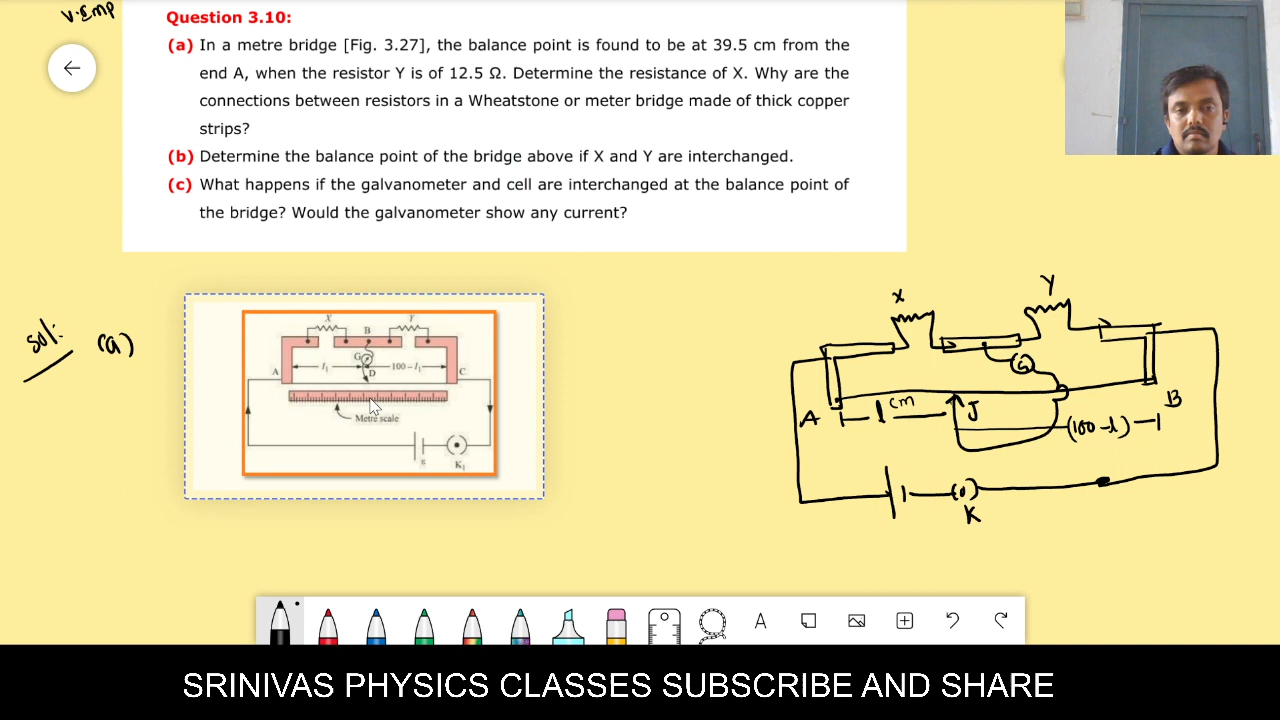 V.Imp
Question 3.10:
(a) In a metre bridge [Fig. 3.27], the balance point is found to be at 39.5 cm from the
end A, when the resistor Y is of 12.5 Ω. Determine the resistance of X. Why are the
connections between resistors in a Wheatstone or meter bridge made of thick copper
strips?
(b) Determine the balance point of the bridge above if X and Y are interchanged.
(c) What happens if the galvanometer and cell are interchanged at the balance point of
the bridge? Would the galvanometer show any current?
Sol:
(a)
X
B
Y
G
A
l₁
D
100 – l₁
C
Metre scale
ε
K₁
X
Y
G
A
l cm
J
(100 - l)
B
K
A
SRINIVAS PHYSICS CLASSES SUBSCRIBE AND SHARE